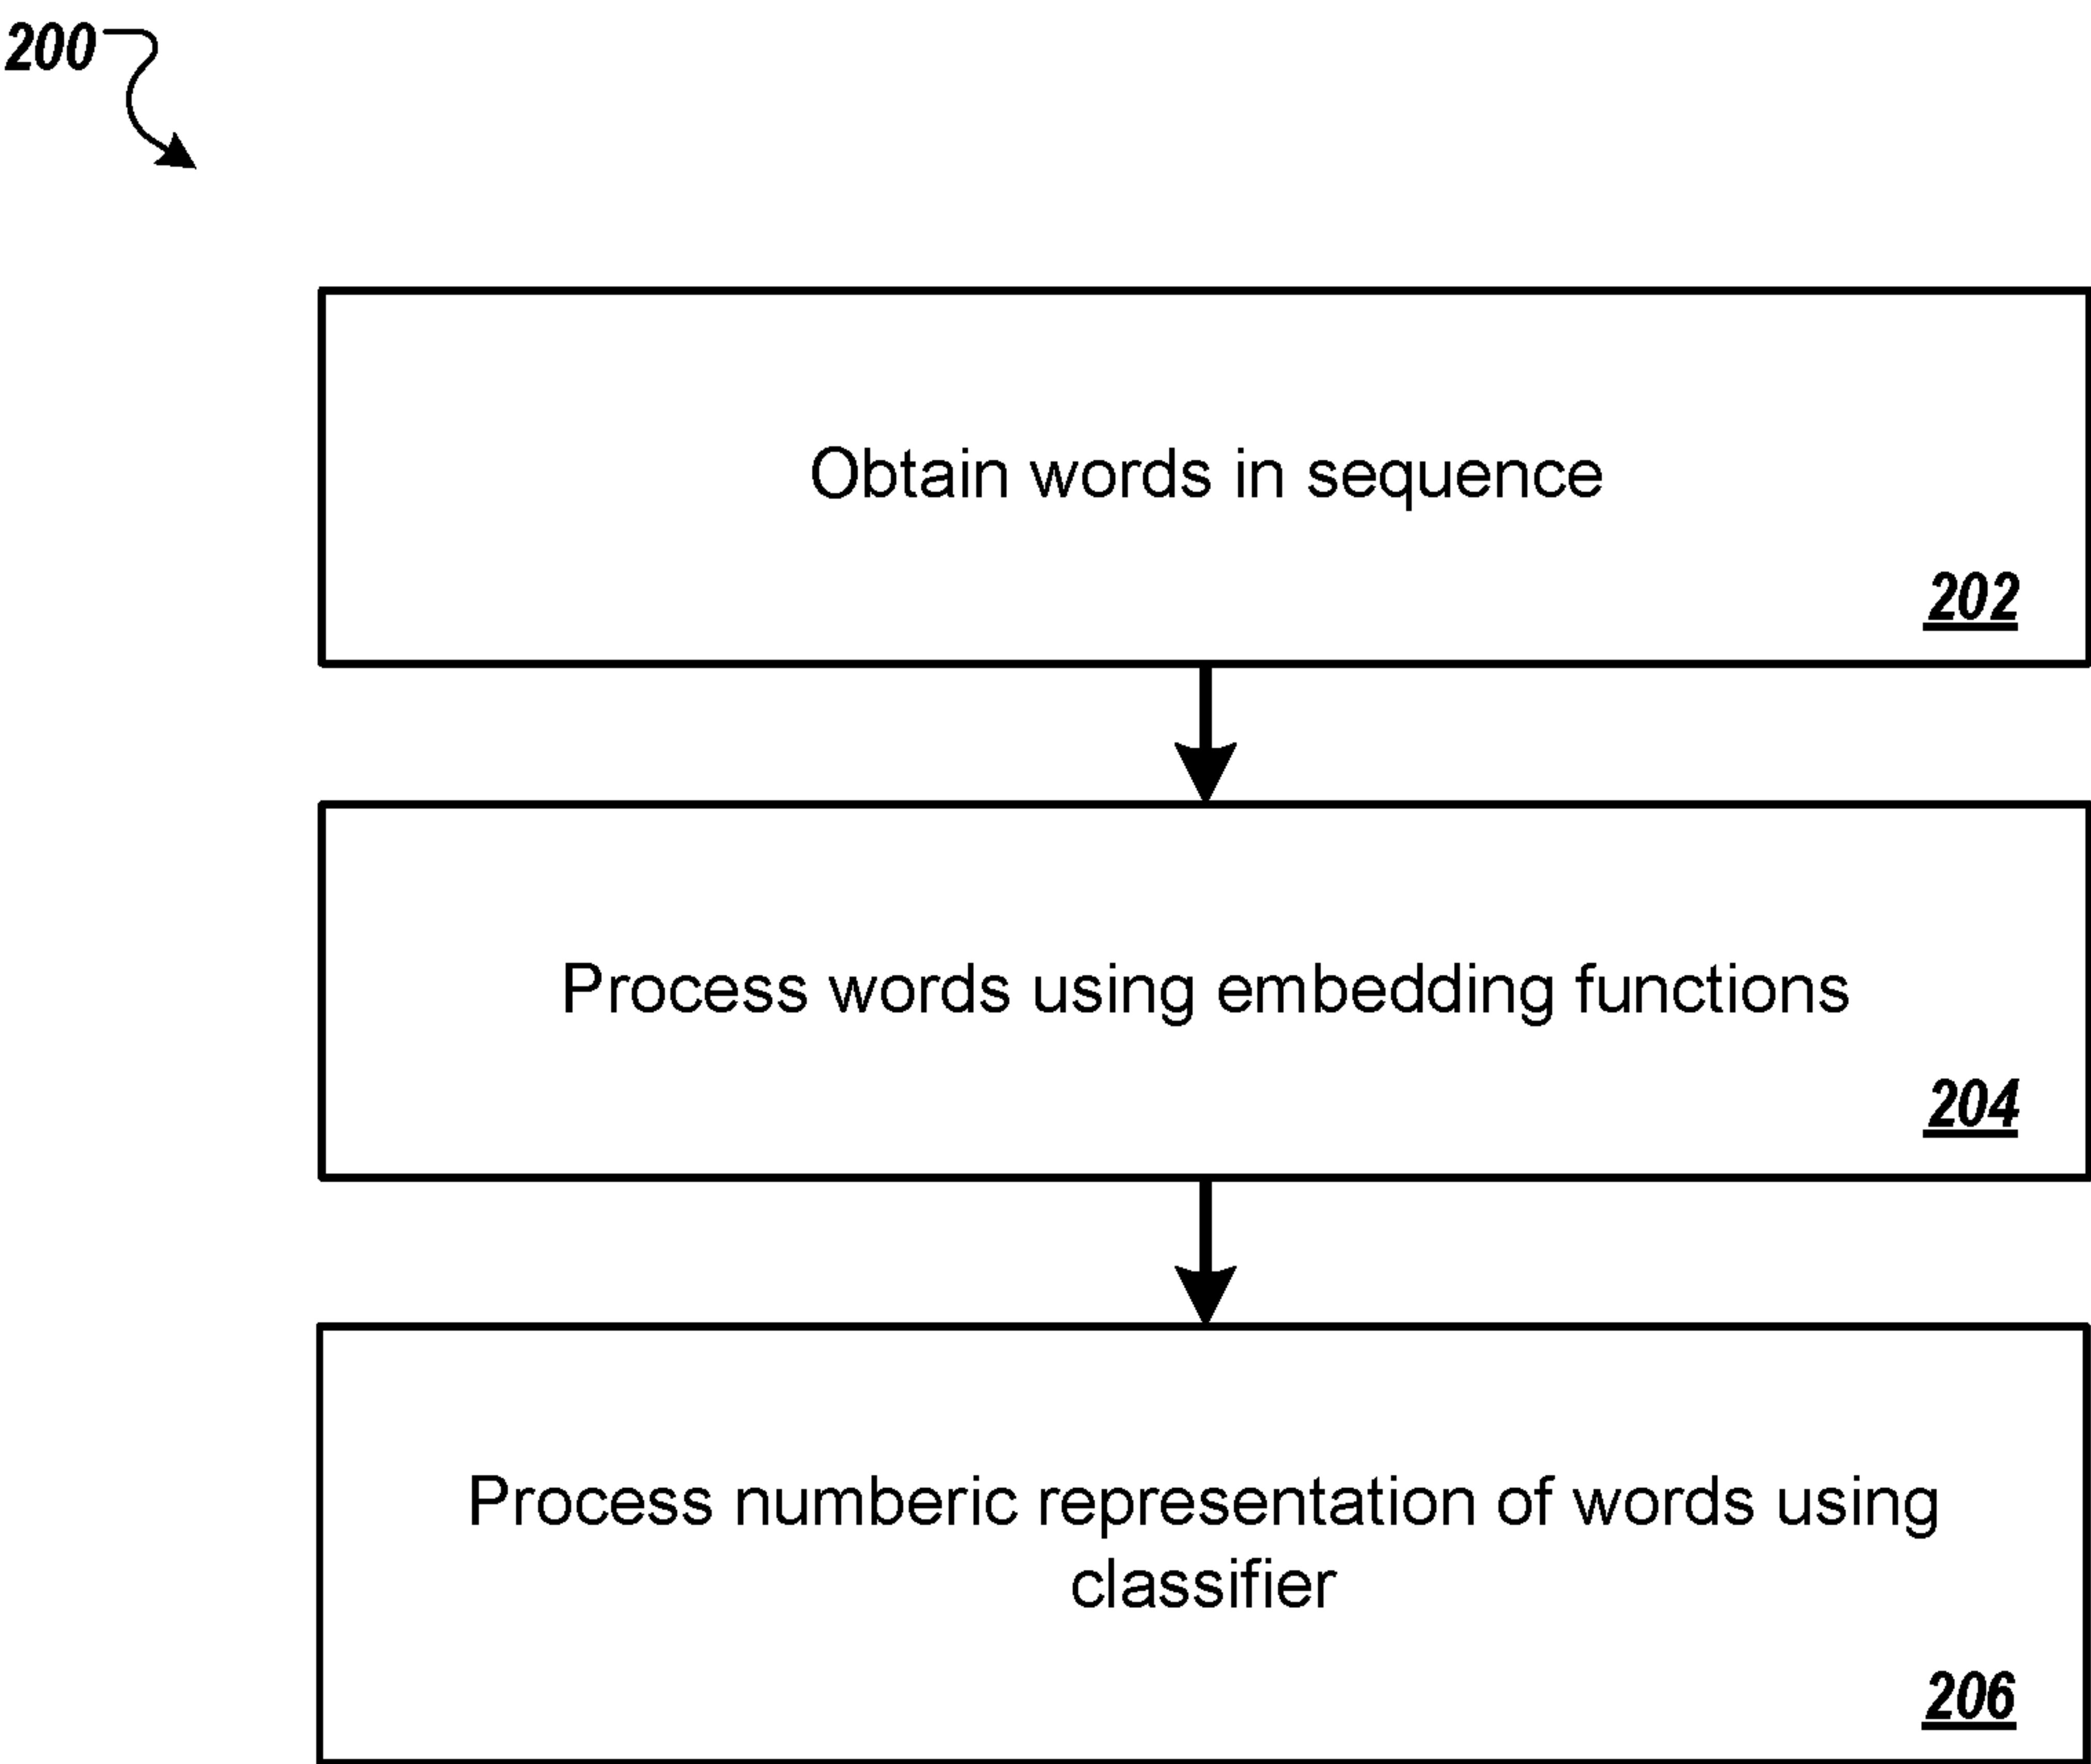 200
Obtain words in sequence
202
Process words using embedding functions
204
Process numberic representation of words using
classifier
206